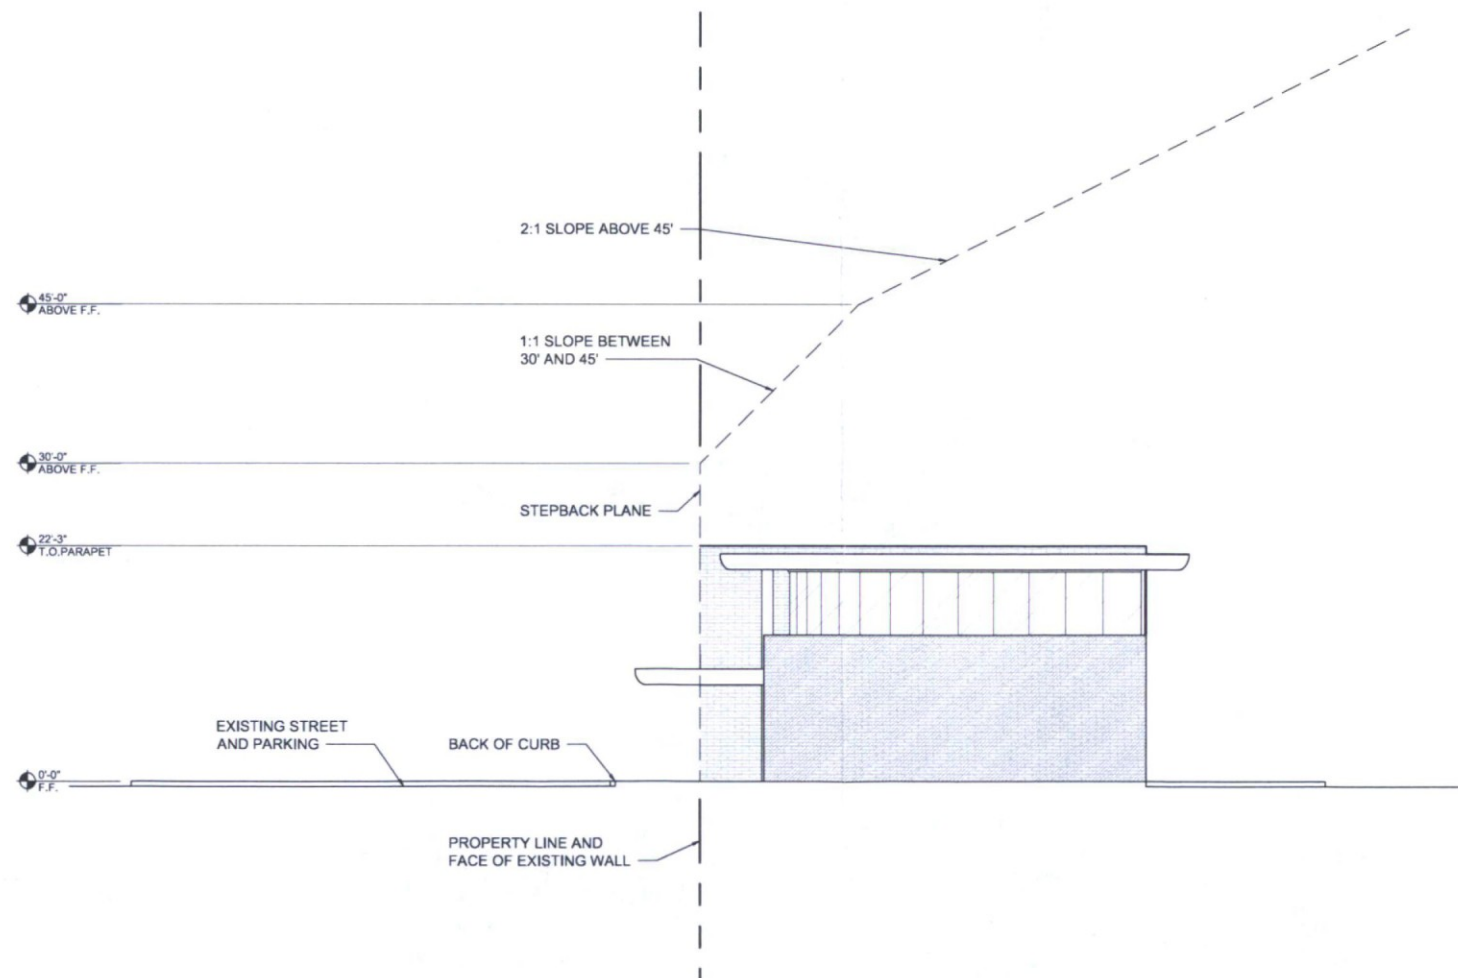 2:1 SLOPE ABOVE 45'
45'-0"
ABOVE F.F.
1:1 SLOPE BETWEEN
30' AND 45'
30'-0"
ABOVE F.F.
STEPBACK PLANE
22'-3"
T.O.PARAPET
EXISTING STREET
AND PARKING
BACK OF CURB
0'-0"
F.F.
PROPERTY LINE AND
FACE OF EXISTING WALL